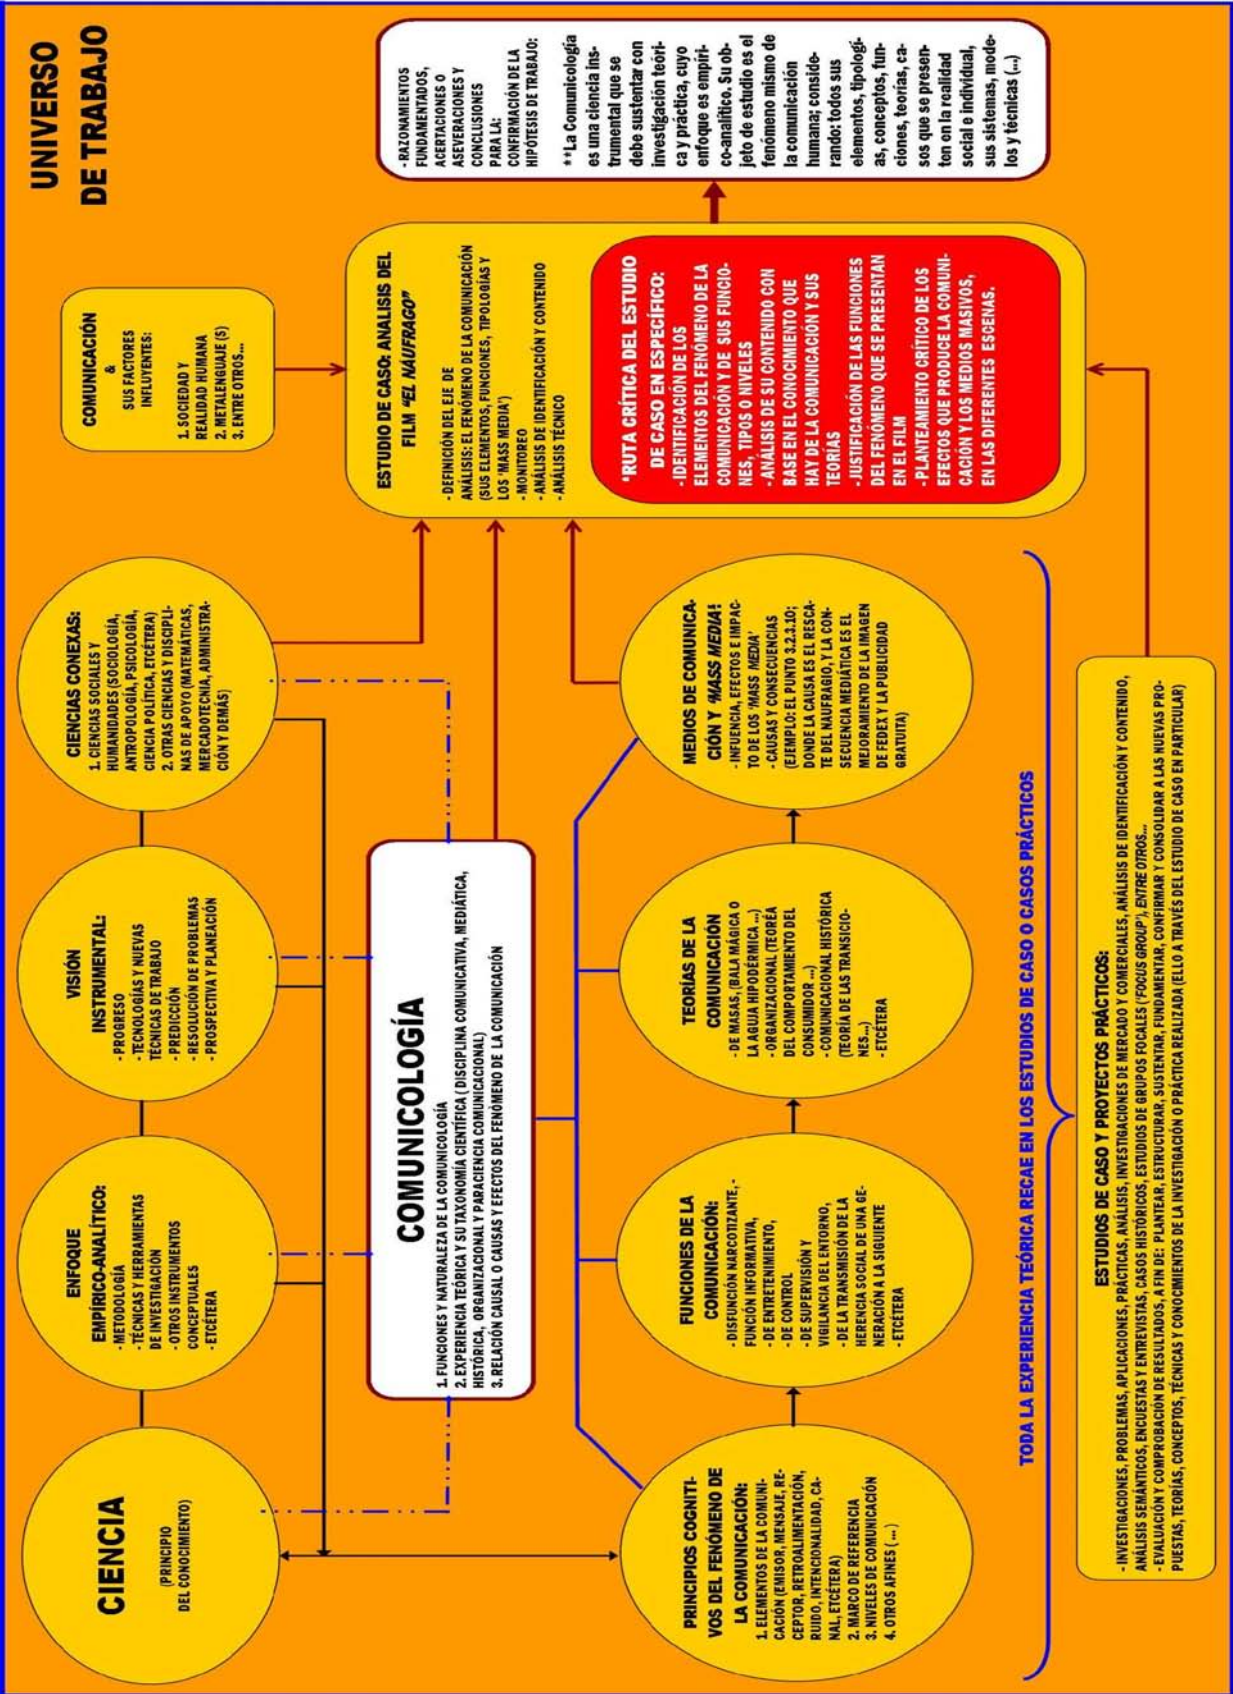 UNIVERSO
DE TRABAJO
CIENCIA
(PRINCIPIO
DEL CONOCIMIENTO)
ENFOQUE
EMPÍRICO-ANALÍTICO:
- METODOLOGÍA
- TÉCNICAS Y HERRAMIENTAS
DE INVESTIGACIÓN
- OTROS INSTRUMENTOS
CONCEPTUALES
- ETCÉTERA
VISIÓN
INSTRUMENTAL:
- PROGRESO
- TECNOLOGÍAS Y NUEVAS
TÉCNICAS DE TRABAJO
- PREDICCIÓN
- RESOLUCIÓN DE PROBLEMAS
- PROSPECTIVA Y PLANEACIÓN
CIENCIAS CONEXAS:
1. CIENCIAS SOCIALES Y
HUMANIDADES (SOCIOLOGÍA,
ANTROPOLOGÍA, PSICOLOGÍA,
CIENCIA POLÍTICA, ETCÉTERA)
2. OTRAS CIENCIAS Y DISCIPLI-
NAS DE APOYO (MATEMÁTICAS,
MERCADOTECNIA, ADMINISTRA-
CIÓN Y DEMÁS)
COMUNICACIÓN
&
SUS FACTORES
INFLUYENTES:
1. SOCIEDAD Y
REALIDAD HUMANA
2. METALENGUAJE (S)
3. ENTRE OTROS...
COMUNICOLOGÍA
1. FUNCIONES Y NATURALEZA DE LA COMUNICOLOGÍA
2. EXPERIENCIA TEÓRICA Y SU TAXONOMÍA CIENTÍFICA ( DISCIPLINA COMUNICATIVA, MEDIÁTICA,
HISTÓRICA, ORGANIZACIONAL Y PARACIENCIA COMUNICACIONAL)
3. RELACIÓN CAUSAL O CAUSAS Y EFECTOS DEL FENÓMENO DE LA COMUNICACIÓN
PRINCIPIOS COGNITI-
VOS DEL FENÓMENO DE
LA COMUNICACIÓN:
1. ELEMENTOS DE LA COMUNI-
CACIÓN (EMISOR, MENSAJE, RE-
CEPTOR, RETROALIMENTACIÓN,
RUIDO, INTENCIONALIDAD, CA-
NAL, ETCÉTERA)
2. MARCO DE REFERENCIA
3. NIVELES DE COMUNICACIÓN
4. OTROS AFINES ( ... )
FUNCIONES DE LA
COMUNICACIÓN:
- DISFUNCIÓN NARCOTIZANTE, -
FUNCIÓN INFORMATIVA,
- DE ENTRETENIMIENTO,
- DE CONTROL
- DE SUPERVISIÓN Y
VIGILANCIA DEL ENTORNO,
- DE LA TRANSMISIÓN DE LA
HERENCIA SOCIAL DE UNA GE-
NERACIÓN A LA SIGUIENTE
- ETCÉTERA
TEORÍAS DE LA
COMUNICACIÓN
- DE MASAS, (BALA MÁGICA O
LA AGUJA HIPODÉRMICA ...)
- ORGANIZACIONAL (TEOREA
DEL COMPORTAMIENTO DEL
CONSUMIDOR ...)
- COMUNICACIONAL HISTÓRICA
(TEORÍA DE LAS TRANSICIO-
NES...)
- ETCÉTERA
MEDIOS DE COMUNICA-
CIÓN Y 'MASS MEDIA':
- INFUENCIA, EFECTOS E IMPAC-
TO DE LOS 'MASS MEDIA'
- CAUSAS Y CONSECUENCIAS
(EJEMPLO: EL PUNTO 3.2.3.10;
DONDE LA CAUSA ES EL RESCA-
TE DEL NAUFRAGIO, Y LA CON-
SECUENCIA MEDIÁTICA ES EL
MEJORAMIENTO DE LA IMAGEN
DE FEDEX Y LA PUBLICIDAD
GRATUITA)
ESTUDIO DE CASO: ANÁLISIS DEL
FILM "EL NÁUFRAGO"
- DEFINICIÓN DEL EJE DE
ANÁLISIS: EL FENÓMENO DE LA COMUNICACIÓN
(SUS ELEMENTOS, FUNCIONES, TIPOLOGÍAS Y
LOS 'MASS MEDIA')
- MONITOREO
- ANÁLISIS DE IDENTIFICACIÓN Y CONTENIDO
- ANÁLISIS TÉCNICO
*RUTA CRÍTICA DEL ESTUDIO
DE CASO EN ESPECÍFICO:
- IDENTIFICACIÓN DE LOS
ELEMENTOS DEL FENÓMENO DE LA
COMUNICACIÓN Y DE SUS FUNCIO-
NES, TIPOS O NIVELES
- ANÁLISIS DE SU CONTENIDO CON
BASE EN EL CONOCIMIENTO QUE
HAY DE LA COMUNICACIÓN Y SUS
TEORÍAS
- JUSTIFICACIÓN DE LAS FUNCIONES
DEL FENÓMENO QUE SE PRESENTAN
EN EL FILM
- PLANTEAMIENTO CRÍTICO DE LOS
EFECTOS QUE PRODUCE LA COMUNI-
CACIÓN Y LOS MEDIOS MASIVOS,
EN LAS DIFERENTES ESCENAS.
- RAZONAMIENTOS
FUNDAMENTADOS,
ACERTACIONES O
ASEVERACIONES Y
CONCLUSIONES
PARA LA:
CONFIRMACIÓN DE LA
HIPÓTESIS DE TRABAJO:
**La Comunicología
es una ciencia ins-
trumental que se
debe sustentar con
investigación teóri-
ca y práctica, cuyo
enfoque es empíri-
co-analítico. Su ob-
jeto de estudio es el
fenómeno mismo de
la comunicación
humana; conside-
rando: todos sus
elementos, tipologí-
as, conceptos, fun-
ciones, teorías, ca-
sos que se presen-
ten en la realidad
social e individual,
sus sistemas, mode-
los y técnicas (...)
TODA LA EXPERIENCIA TEÓRICA RECAE EN LOS ESTUDIOS DE CASO O CASOS PRÁCTICOS
ESTUDIOS DE CASO Y PROYECTOS PRÁCTICOS:
- INVESTIGACIONES, PROBLEMAS, APLICACIONES, PRÁCTICAS, ANÁLISIS, INVESTIGACIONES DE MERCADO Y COMERCIALES, ANÁLISIS DE IDENTIFICACIÓN Y CONTENIDO,
ANÁLISIS SEMÁNTICOS, ENCUESTAS Y ENTREVISTAS, CASOS HISTÓRICOS, ESTUDIOS DE GRUPOS FOCALES ('FOCUS GROUP'), ENTRE OTROS...
- EVALUACIÓN Y COMPROBACIÓN DE RESULTADOS, A FIN DE: PLANTEAR, ESTRUCTURAR, SUSTENTAR, FUNDAMENTAR, CONFIRMAR Y CONSOLIDAR A LAS NUEVAS PRO-
PUESTAS, TEORÍAS, CONCEPTOS, TÉCNICAS Y CONOCIMIENTOS DE LA INVESTIGACIÓN O PRÁCTICA REALIZADA (ELLO A TRAVÉS DEL ESTUDIO DE CASO EN PARTICULAR)